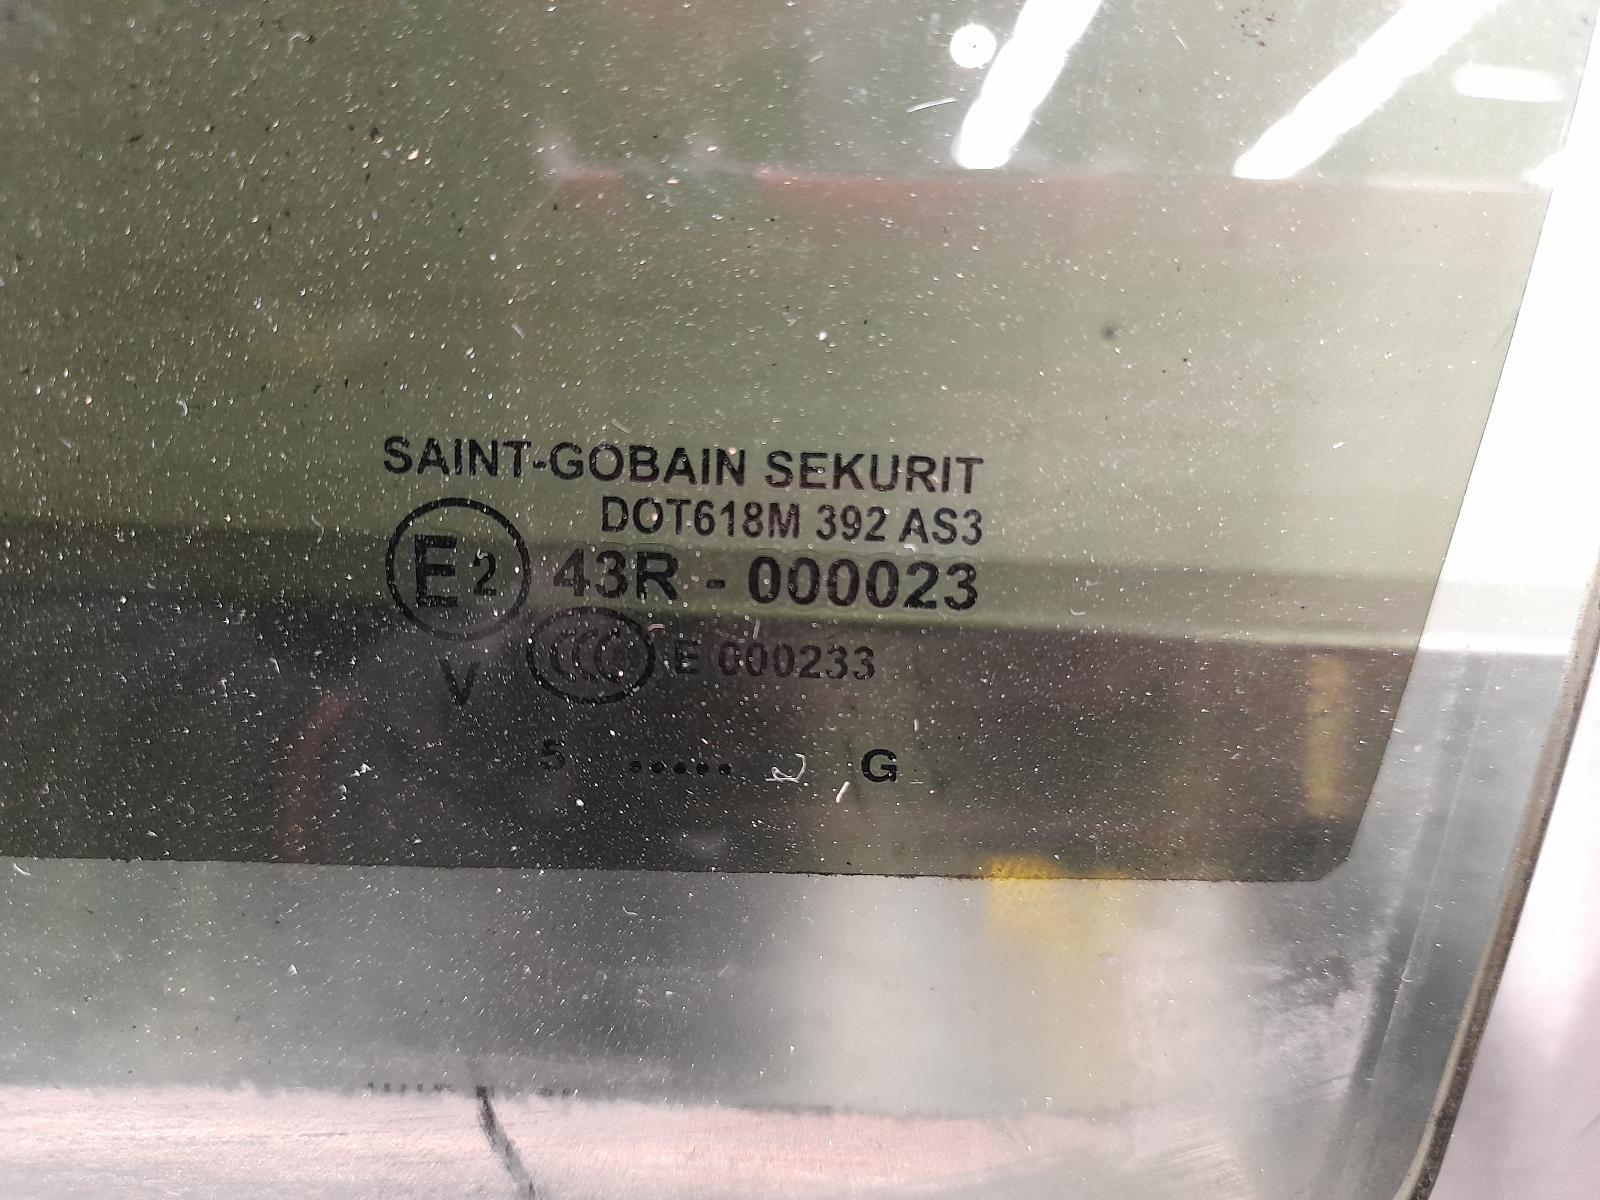 SAINT-GOBAIN SEKURIT
DOT618M 392 AS3
E2 43R - 000023
CCC E 000233
V
5 ..... G